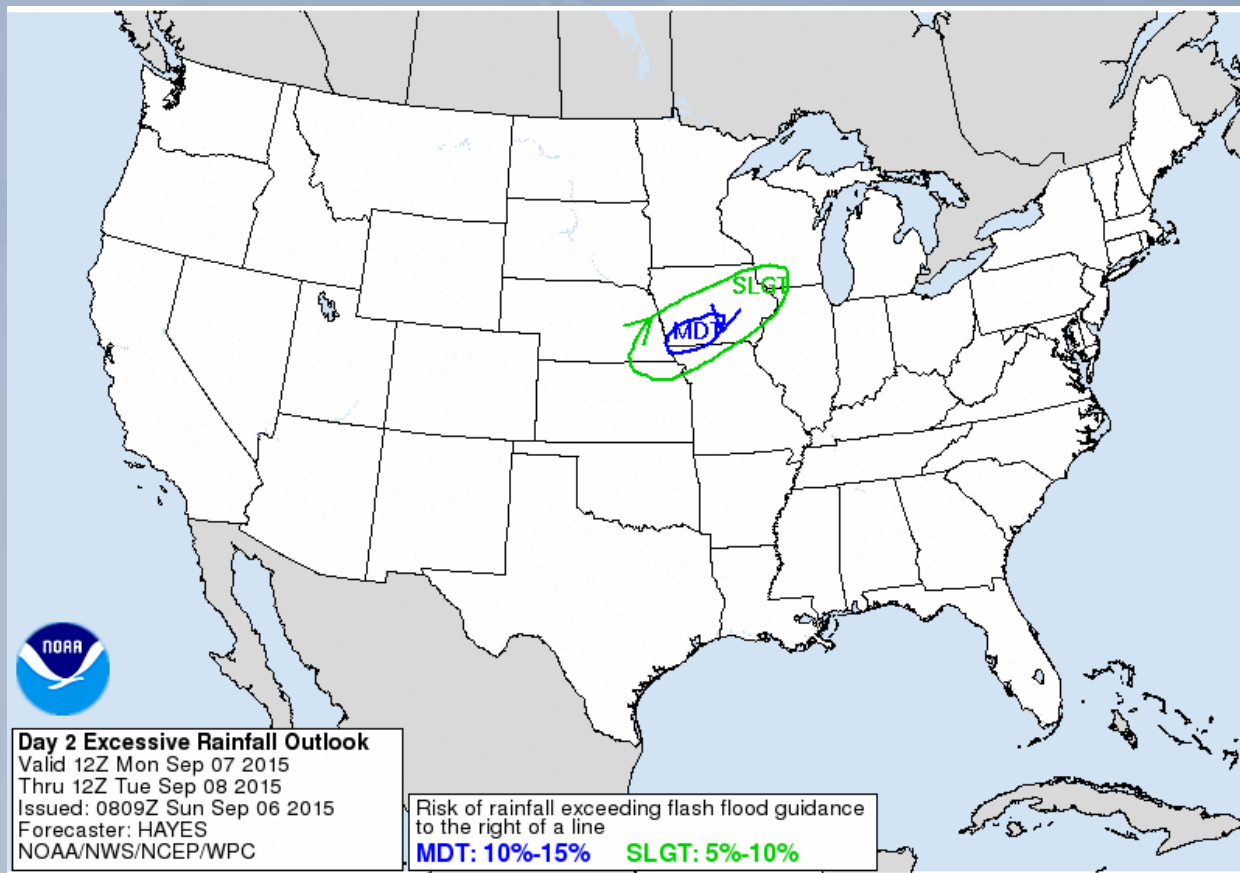 SLGT
MDT
NOAA
Day 2 Excessive Rainfall Outlook
Valid 12Z Mon Sep 07 2015
Thru 12Z Tue Sep 08 2015
Issued: 0809Z Sun Sep 06 2015
Forecaster: HAYES
NOAA/NWS/NCEP/WPC
Risk of rainfall exceeding flash flood guidance
to the right of a line
MDT: 10%-15% SLGT: 5%-10%